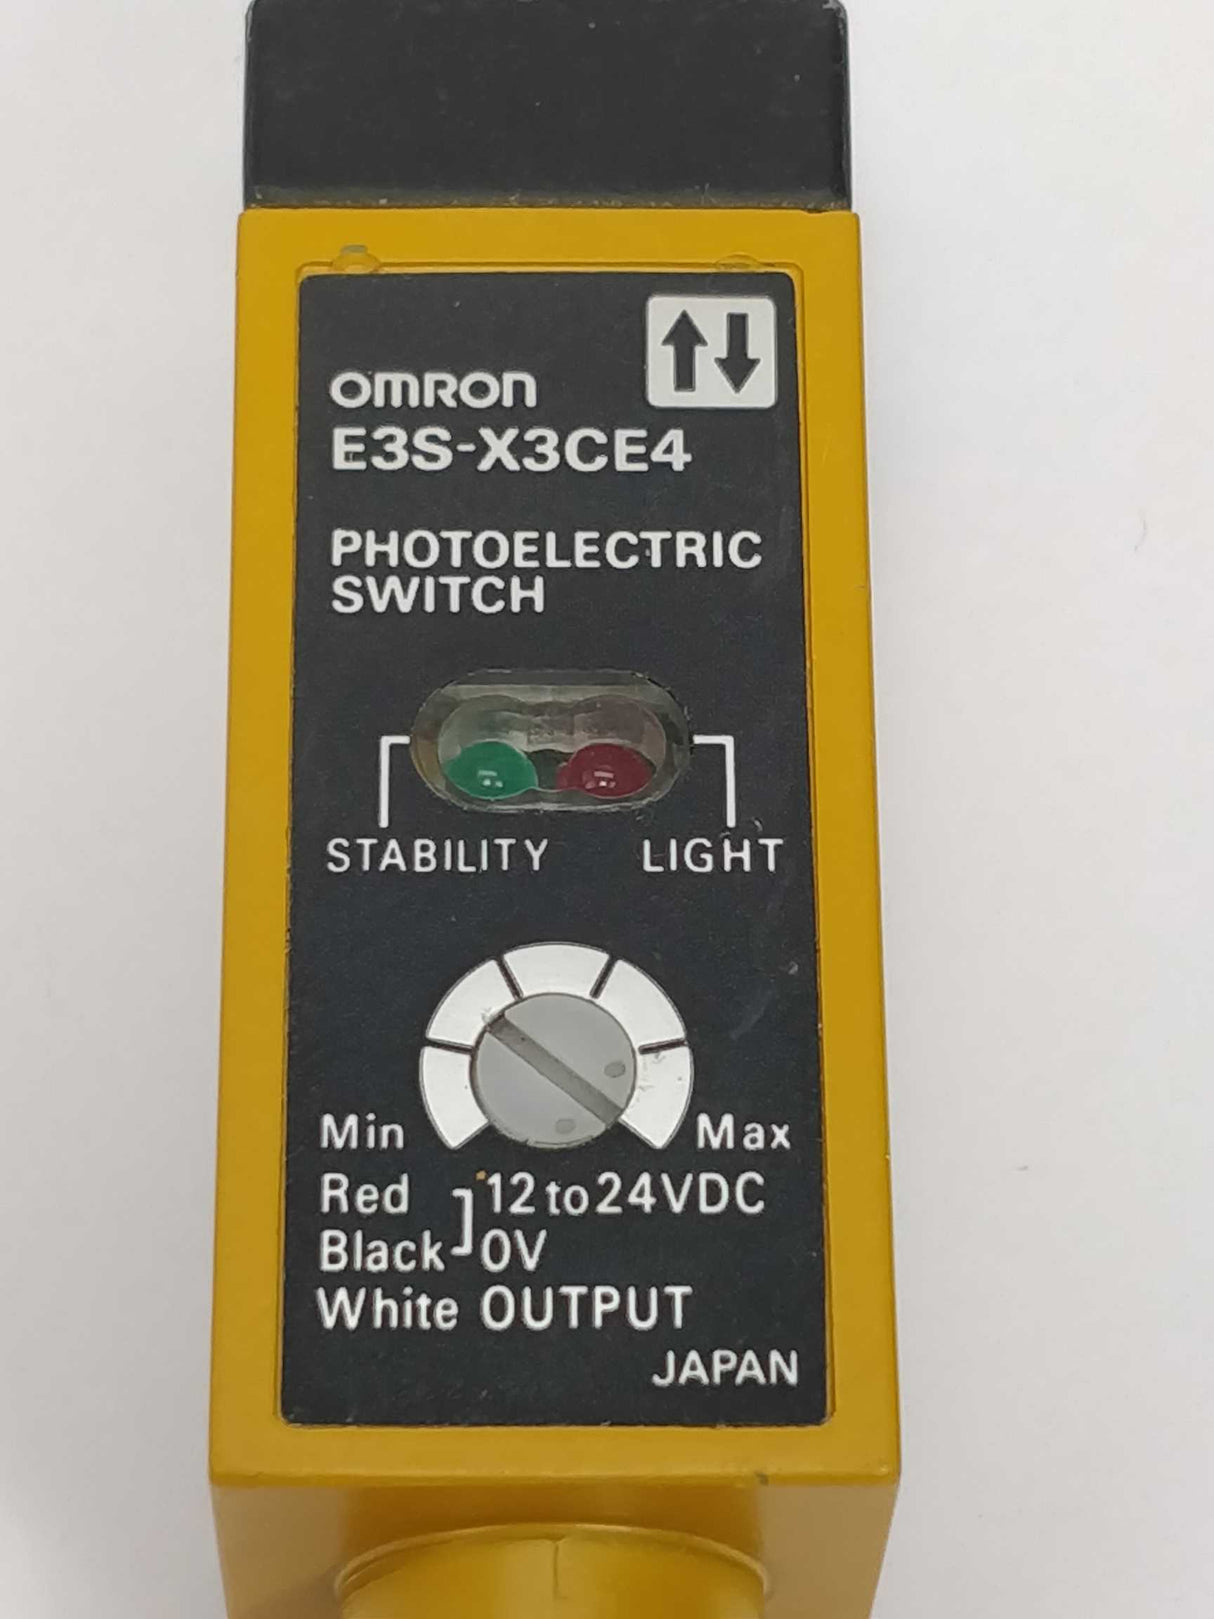 OMRON
E3S-X3CE4
PHOTOELECTRIC
SWITCH
STABILITY LIGHT
Min Max
Red 12 to 24VDC
Black 0V
White OUTPUT
JAPAN